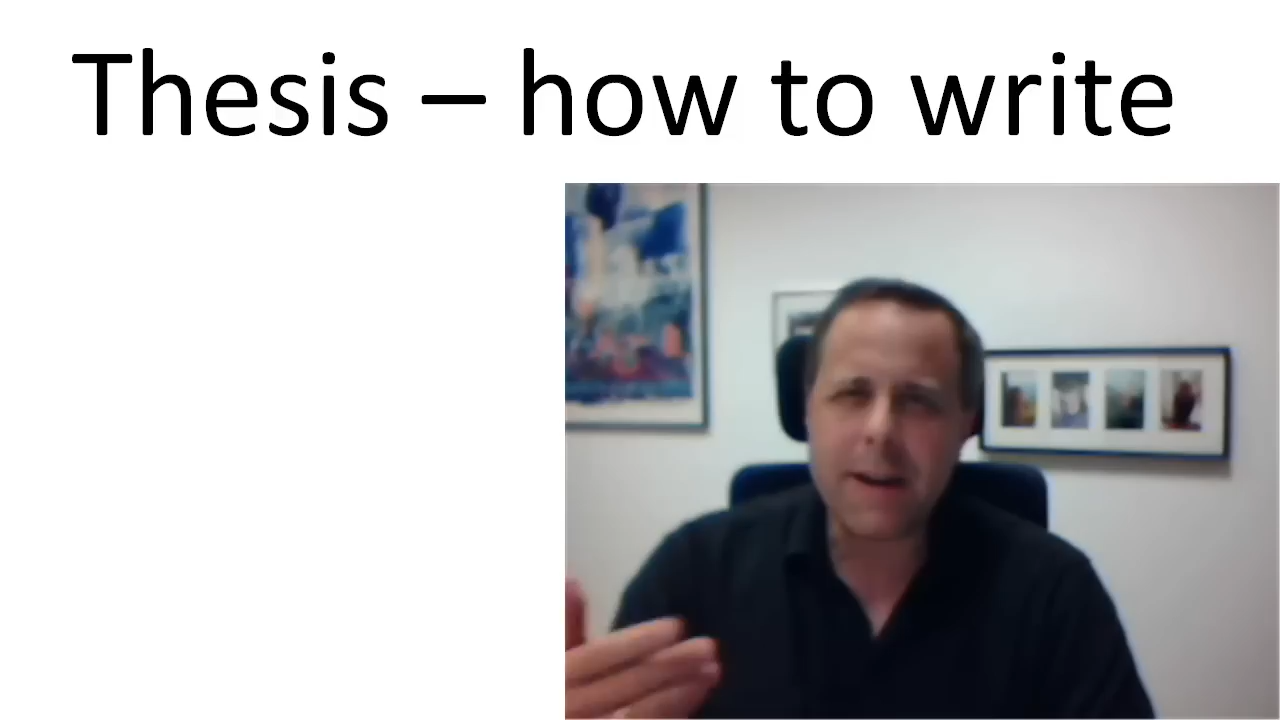 Thesis – how to write